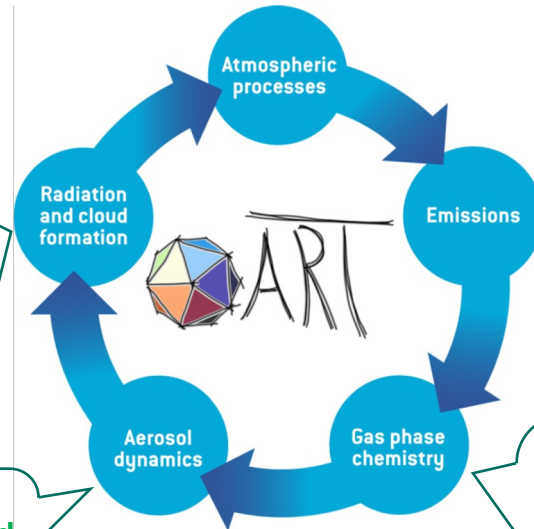 Atmospheric
processes
Radiation
and cloud
formation
Emissions
ART
Aerosol
dynamics
Gas phase
chemistry